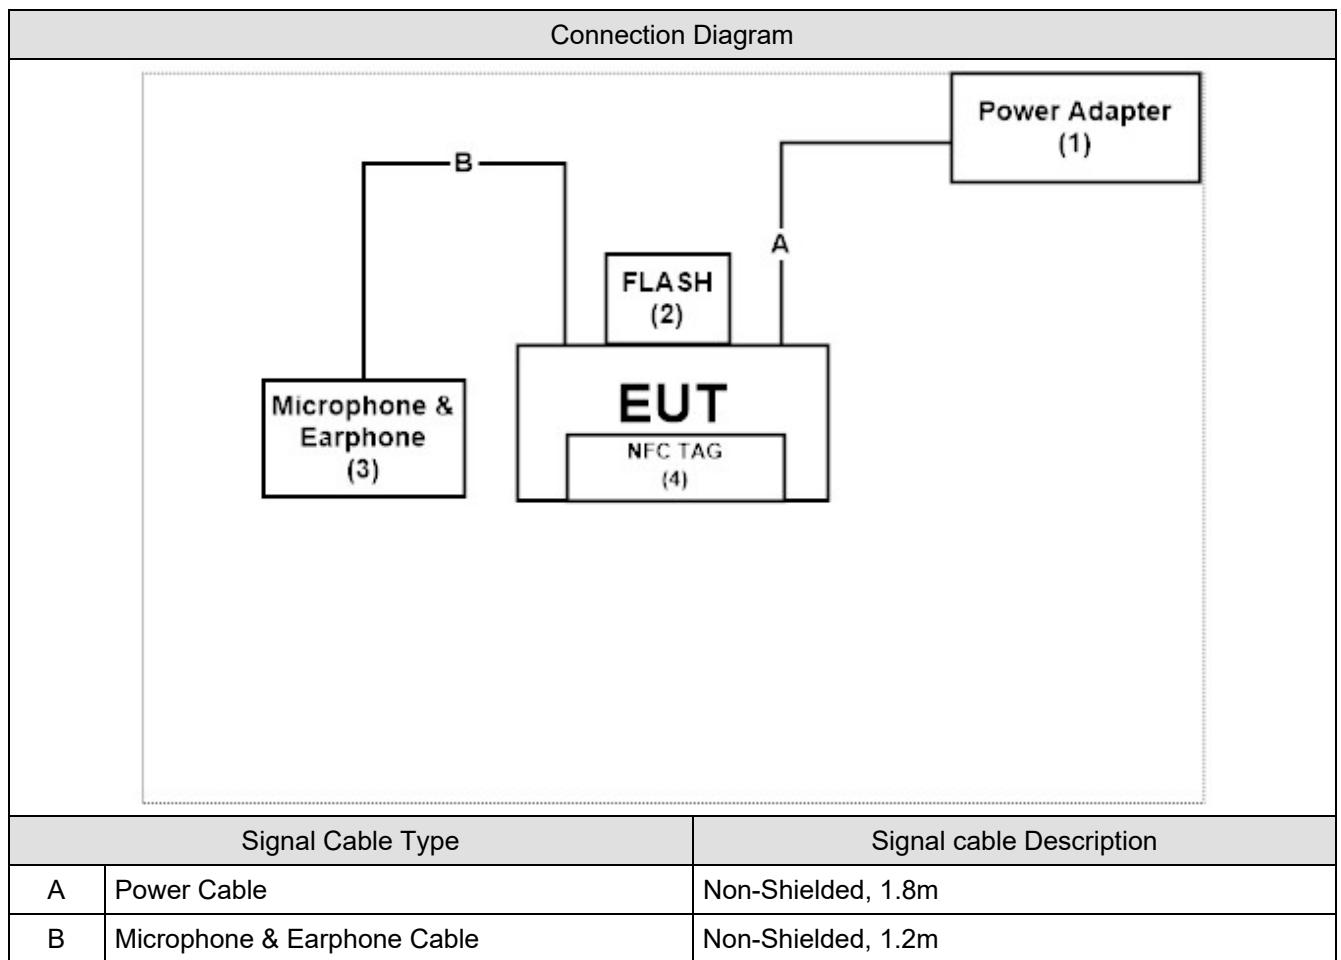 Connection Diagram
Power Adapter
(1)
B
A
FLASH
(2)
EUT
Microphone &
Earphone
(3)
NFC TAG
(4)
Signal Cable Type Signal cable Description
A Power Cable Non-Shielded, 1.8m
B Microphone & Earphone Cable Non-Shielded, 1.2m